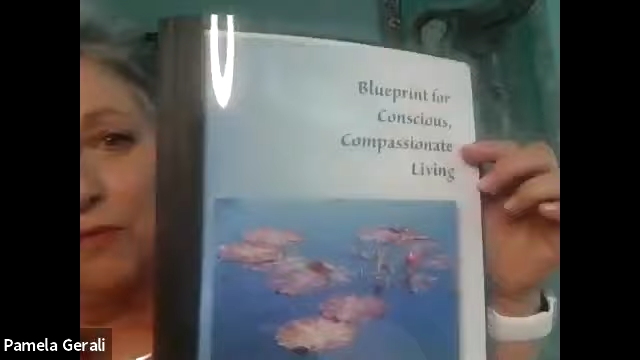 Blueprint for
Conscious,
Compassionate
Living
Pamela Gerali